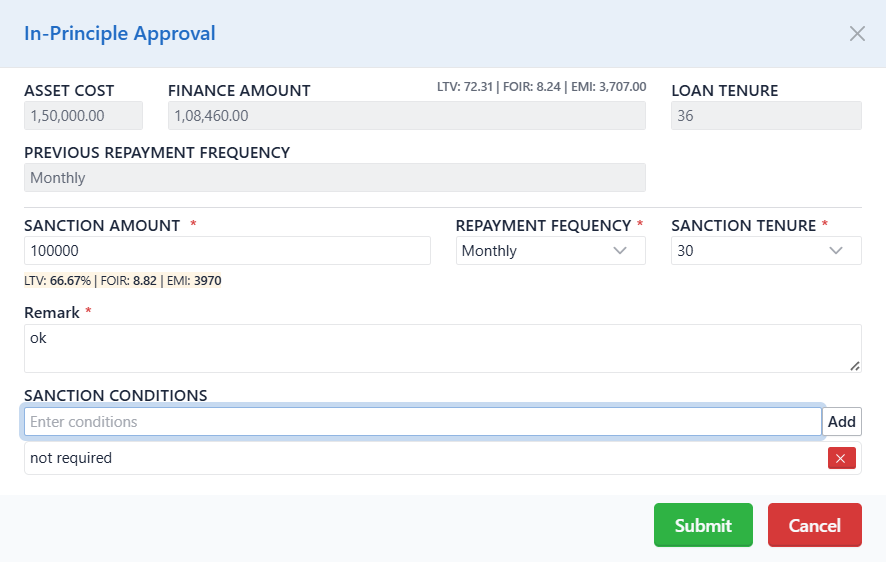 In-Principle Approval
ASSET COST
FINANCE AMOUNT
LTV: 72.31 | FOIR: 8.24 | EMI: 3,707.00
LOAN TENURE
1,50,000.00
1,08,460.00
36
PREVIOUS REPAYMENT FREQUENCY
Monthly
SANCTION AMOUNT *
REPAYMENT FEQUENCY *
SANCTION TENURE *
100000
Monthly
30
LTV: 66.67% | FOIR: 8.82 | EMI: 3970
Remark *
ok
SANCTION CONDITIONS
Enter conditions
Add
not required
Submit
Cancel